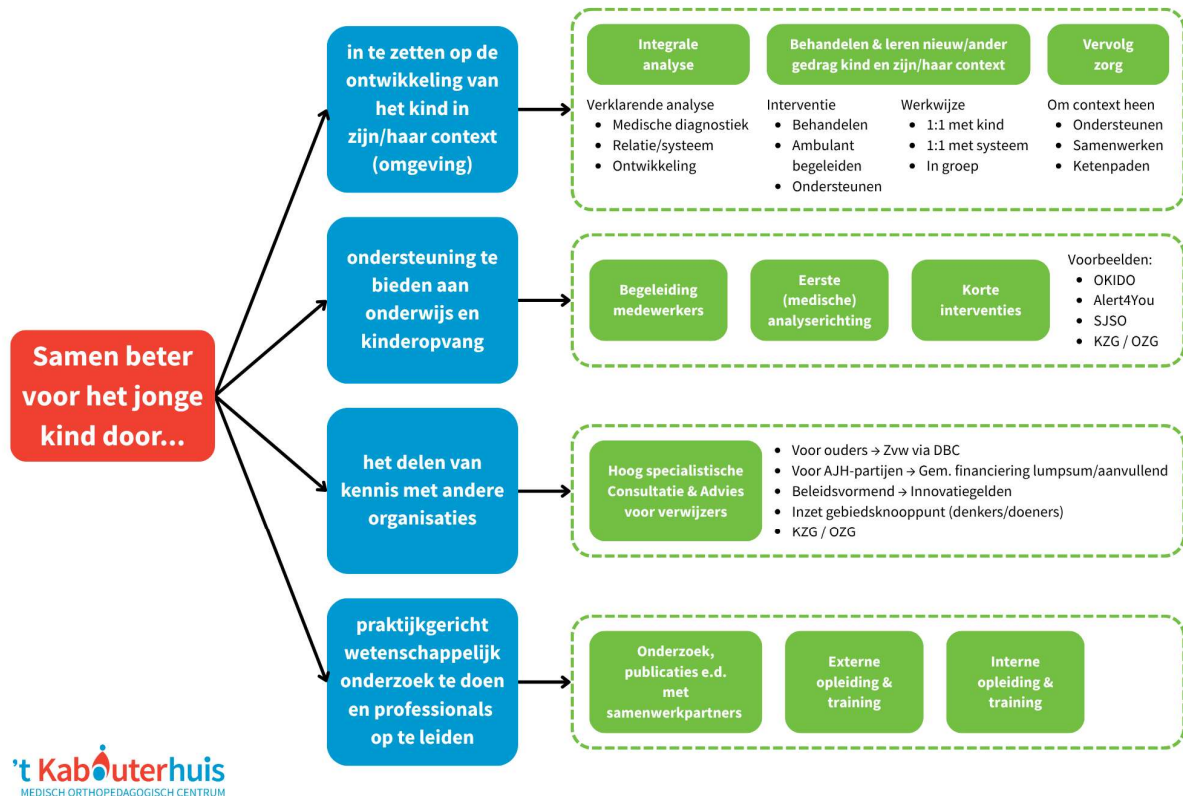 Samen beter
voor het jonge
kind door...
in te zetten op de
ontwikkeling van
het kind in
zijn/haar context
(omgeving)
Integrale
analyse
Behandelen & leren nieuw/ander
gedrag kind en zijn/haar context
Vervolg
zorg
Verklarende analyse
• Medische diagnostiek
• Relatie/systeem
• Ontwikkeling
Interventie
• Behandelen
• Ambulant
begeleiden
• Ondersteunen
Werkwijze
• 1:1 met kind
• 1:1 met systeem
• In groep
Om context heen
• Ondersteunen
• Samenwerken
• Ketenpaden
ondersteuning te
bieden aan
onderwijs en
kinderopvang
Begeleiding
medewerkers
Eerste
(medische)
analyserichting
Korte
interventies
Voorbeelden:
• OKIDO
• Alert4You
• SJSO
• KZG / OZG
het delen van
kennis met andere
organisaties
Hoog specialistische
Consultatie & Advies
voor verwijzers
• Voor ouders → Zvw via DBC
• Voor AJH-partijen → Gem. financiering lumpsum/aanvullend
• Beleidsvormend → Innovatiegelden
• Inzet gebiedsknooppunt (denkers/doeners)
• KZG / OZG
praktijkgericht
wetenschappelijk
onderzoek te doen
en professionals
op te leiden
Onderzoek,
publicaties e.d.
met
samenwerkpartners
Externe
opleiding &
training
Interne
opleiding &
training
't Kabouterhuis
MEDISCH ORTHOPEDAGOGISCH CENTRUM